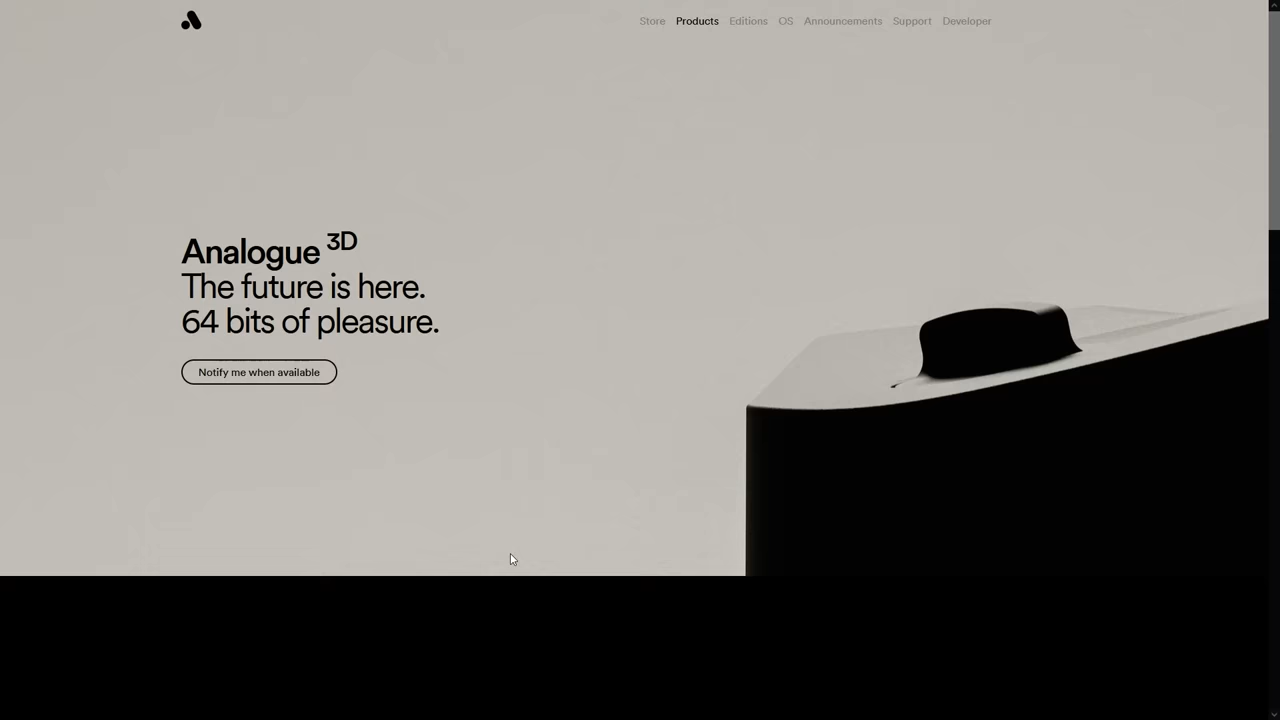 Store Products Editions OS Announcements Support Developer
Analogue 3D
The future is here.
64 bits of pleasure.
Notify me when available